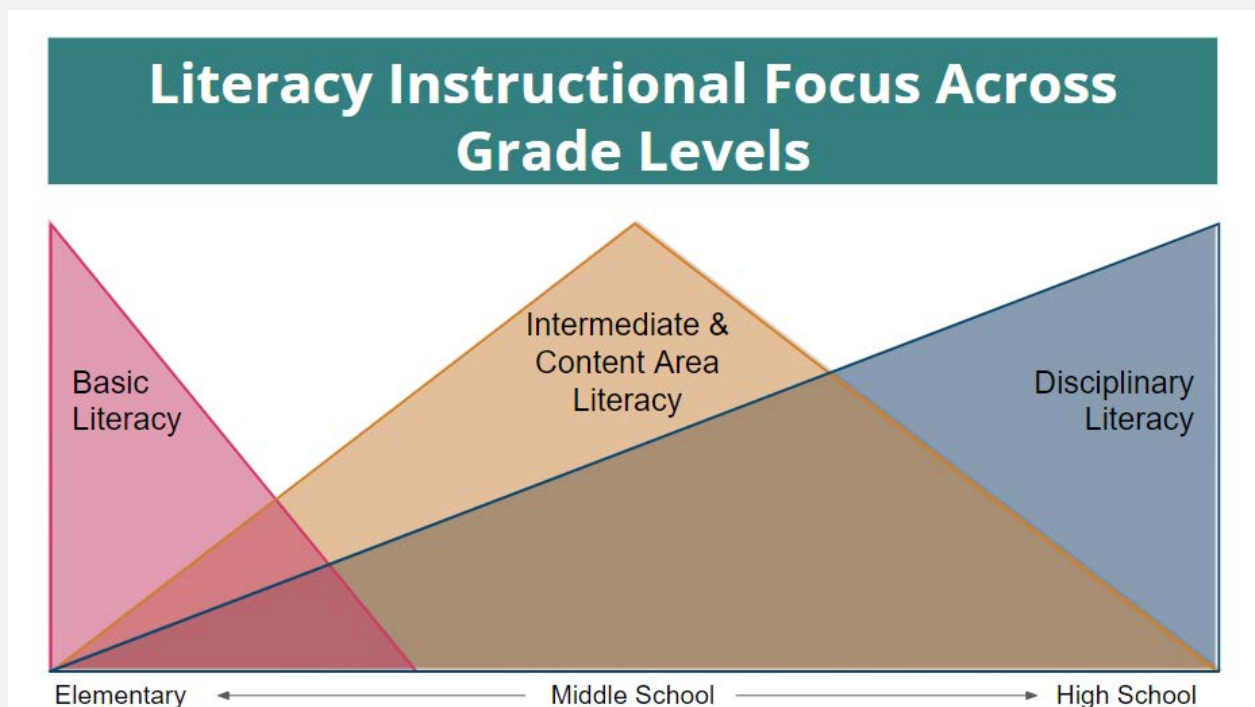 Literacy Instructional Focus Across
Grade Levels
Basic
Literacy
Intermediate &
Content Area
Literacy
Disciplinary
Literacy
Elementary
Middle School
High School